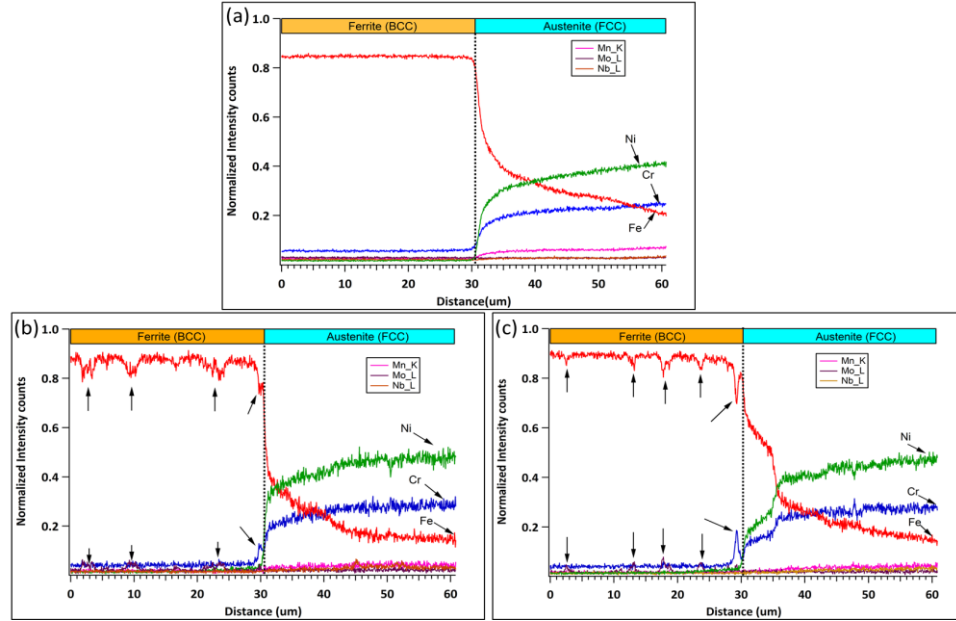 (a)
Ferrite (BCC) Austenite (FCC)
Mn_K
Mo_L
Nb_L
Normalized Intensity counts
1.0
0.8
0.6
0.4
0.2
Ni
Cr
Fe
0 10 20 30 40 50 60
Distance(um)
(b)
Ferrite (BCC) Austenite (FCC)
Mn_K
Mo_L
Nb_L
Normalized Intensity counts
1.0
0.8
0.6
0.4
0.2
Ni
Cr
Fe
0 10 20 30 40 50 60
Distance (um)
(c)
Ferrite (BCC) Austenite (FCC)
Mn_K
Mo_L
Nb_L
Normalized Intensity counts
1.0
0.8
0.6
0.4
0.2
Ni
Cr
Fe
0 10 20 30 40 50 60
Distance (um)